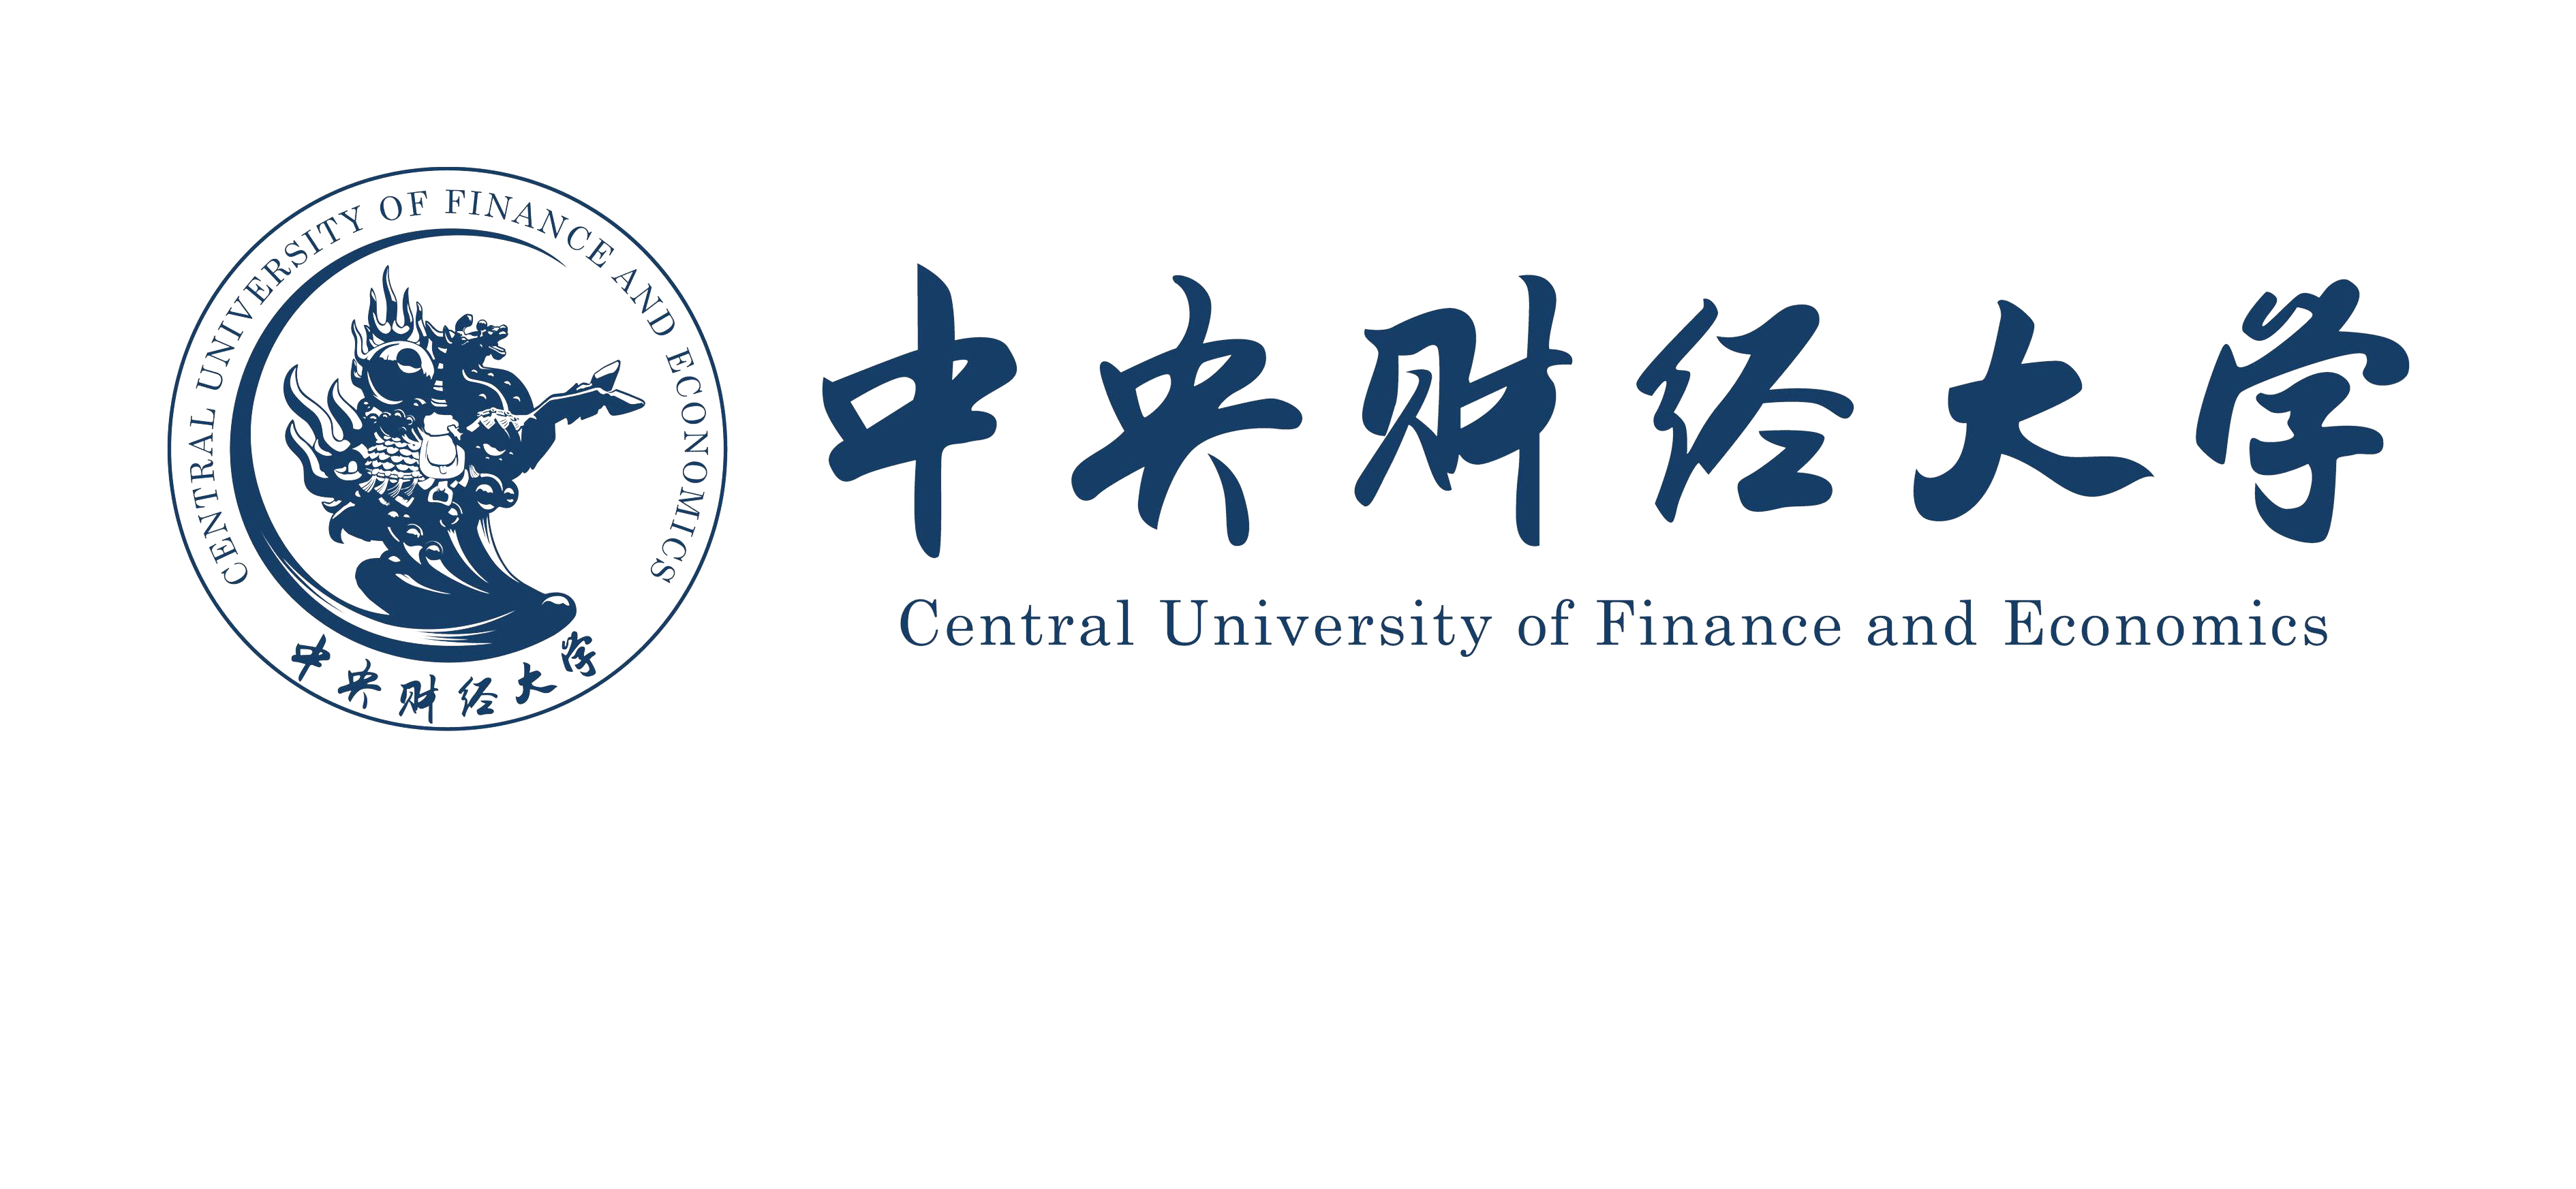 CENTRAL UNIVERSITY OF FINANCE AND ECONOMICS
中央财经大学
中央财经大学
Central University of Finance and Economics